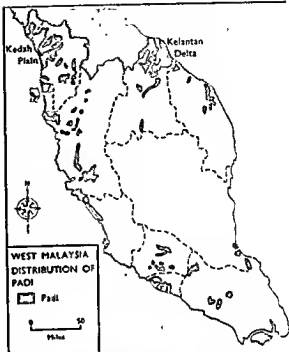 Kedah
Plain
Kelantan
Delta
N
WEST MALAYSIA
DISTRIBUTION OF
PADI
Padi
0 50
Miles